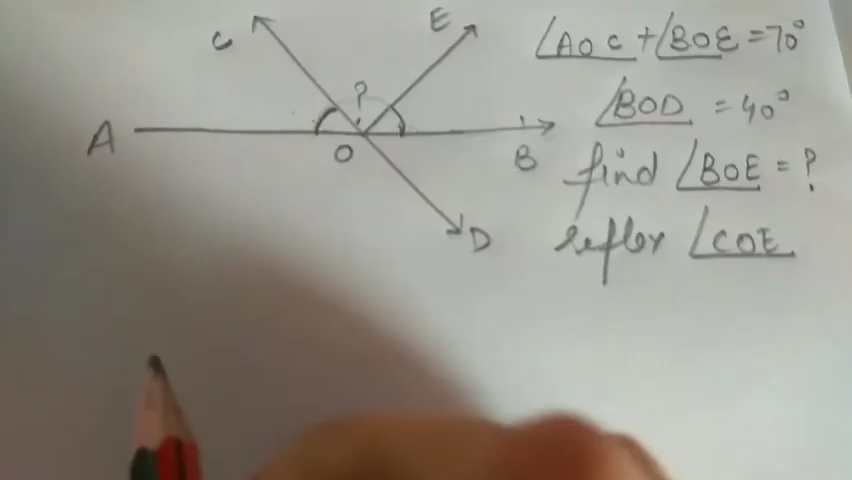 C
E
∠AOC + ∠BOE = 70°
?
∠BOD = 40°
A
O
B
find ∠BOE = ?
D
reflex ∠COE